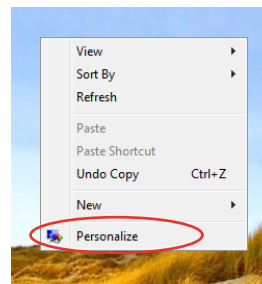 View
Sort By
Refresh
Paste
Paste Shortcut
Undo Copy Ctrl+Z
New
Personalize